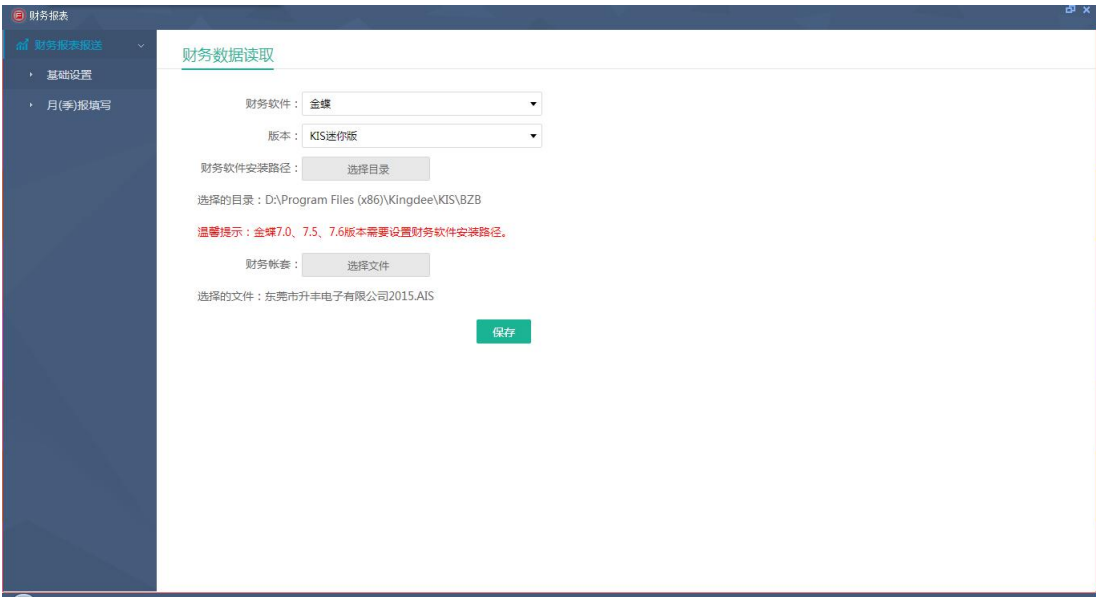 财务报表
财务报表报送
基础设置
月(季)报填写
财务数据读取
财务软件： 金蝶
版本： KIS迷你版
财务软件安装路径： 选择目录
选择的目录：D:\Program Files (x86)\Kingdee\KIS\BZB
温馨提示：金蝶7.0、7.5、7.6版本需要设置财务软件安装路径。
财务帐套： 选择文件
选择的文件：东莞市升丰电子有限公司2015.AIS
保存